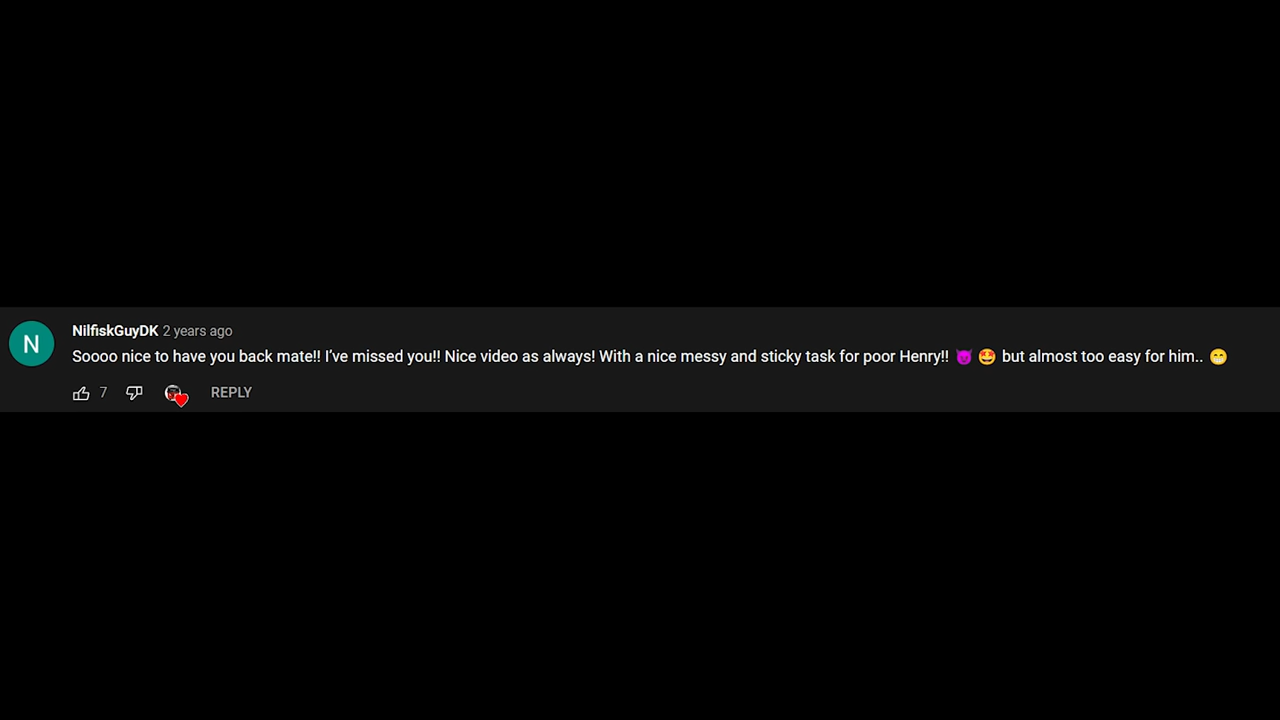 N
NilfiskGuyDK 2 years ago
Soooo nice to have you back mate!! I've missed you!! Nice video as always! With a nice messy and sticky task for poor Henry!! 😈 🤩 but almost too easy for him.. 😁
7 REPLY